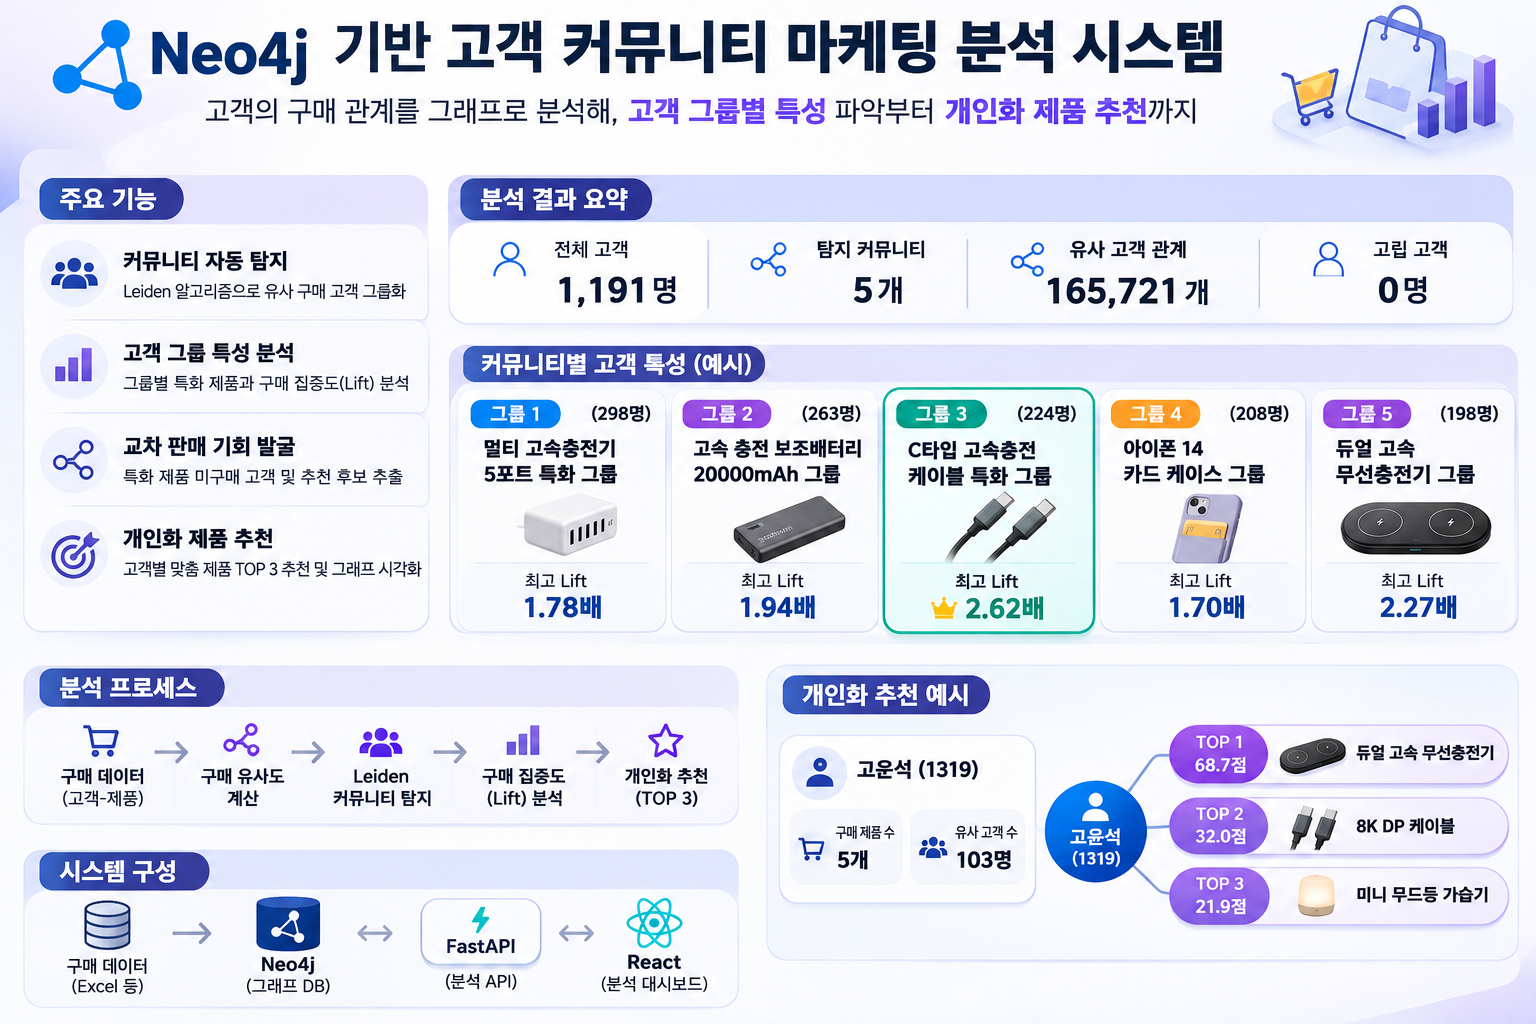 Neo4j 기반 고객 커뮤니티 마케팅 분석 시스템
고객의 구매 관계를 그래프로 분석해, 고객 그룹별 특성 파악부터 개인화 제품 추천까지
주요 기능
커뮤니티 자동 탐지
Leiden 알고리즘으로 유사 구매 고객 그룹화
고객 그룹 특성 분석
그룹별 특화 제품과 구매 집중도(Lift) 분석
교차 판매 기회 발굴
특화 제품 미구매 고객 및 추천 후보 추출
개인화 제품 추천
고객별 맞춤 제품 TOP 3 추천 및 그래프 시각화
분석 결과 요약
전체 고객
1,191명
탐지 커뮤니티
5개
유사 고객 관계
165,721개
고립 고객
0명
커뮤니티별 고객 톡성 (예시)
그룹 1 (298명)
멀티 고속충전기
5포트 특화 그룹
최고 Lift
1.78배
그룹 2 (263명)
고속 충전 보조배터리
20000mAh 그룹
최고 Lift
1.94배
그룹 3 (224명)
C타입 고속충전
케이블 특화 그룹
최고 Lift
2.62배
그룹 4 (208명)
아이폰 14
카드 케이스 그룹
최고 Lift
1.70배
그룹 5 (198명)
듀얼 고속
무선충전기 그룹
최고 Lift
2.27배
분석 프로세스
구매 데이터
(고객-제품)
구매 유사도
계산
Leiden
커뮤니티 탐지
구매 집중도
(Lift) 분석
개인화 추천
(TOP 3)
시스템 구성
구매 데이터
(Excel 등)
Neo4j
(그래프 DB)
FastAPI
(분석 API)
React
(분석 대시보드)
개인화 추천 예시
고운석 (1319)
구매 제품 수
5개
유사 고객 수
103명
고윤석
(1319)
TOP 1
68.7점
듀얼 고속 무선충전기
TOP 2
32.0점
8K DP 케이블
TOP 3
21.9점
미니 무드등 가습기